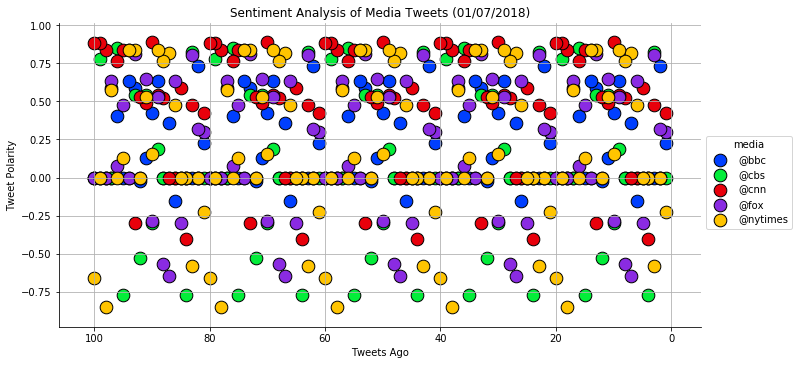 Sentiment Analysis of Media Tweets (01/07/2018)
1.00
0.75
0.50
0.25
0.00
−0.25
−0.50
−0.75
Tweet Polarity
100 80 60 40 20 0
Tweets Ago
media
@bbc
@cbs
@cnn
@fox
@nytimes